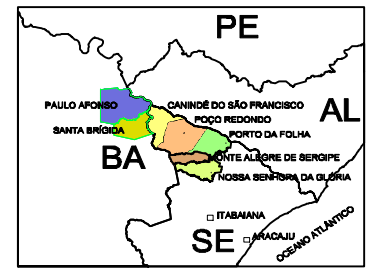 PE
PAULO AFONSO
CANINDÉ DO SÃO FRANCISCO
AL
POÇO REDONDO
SANTA BRÍGIDA
PORTO DA FOLHA
BA
MONTE ALEGRE DE SERGIPE
NOSSA SENHORA DA GLÓRIA
ITABAIANA
SE
ARACAJU
OCEANO ATLÂNTICO